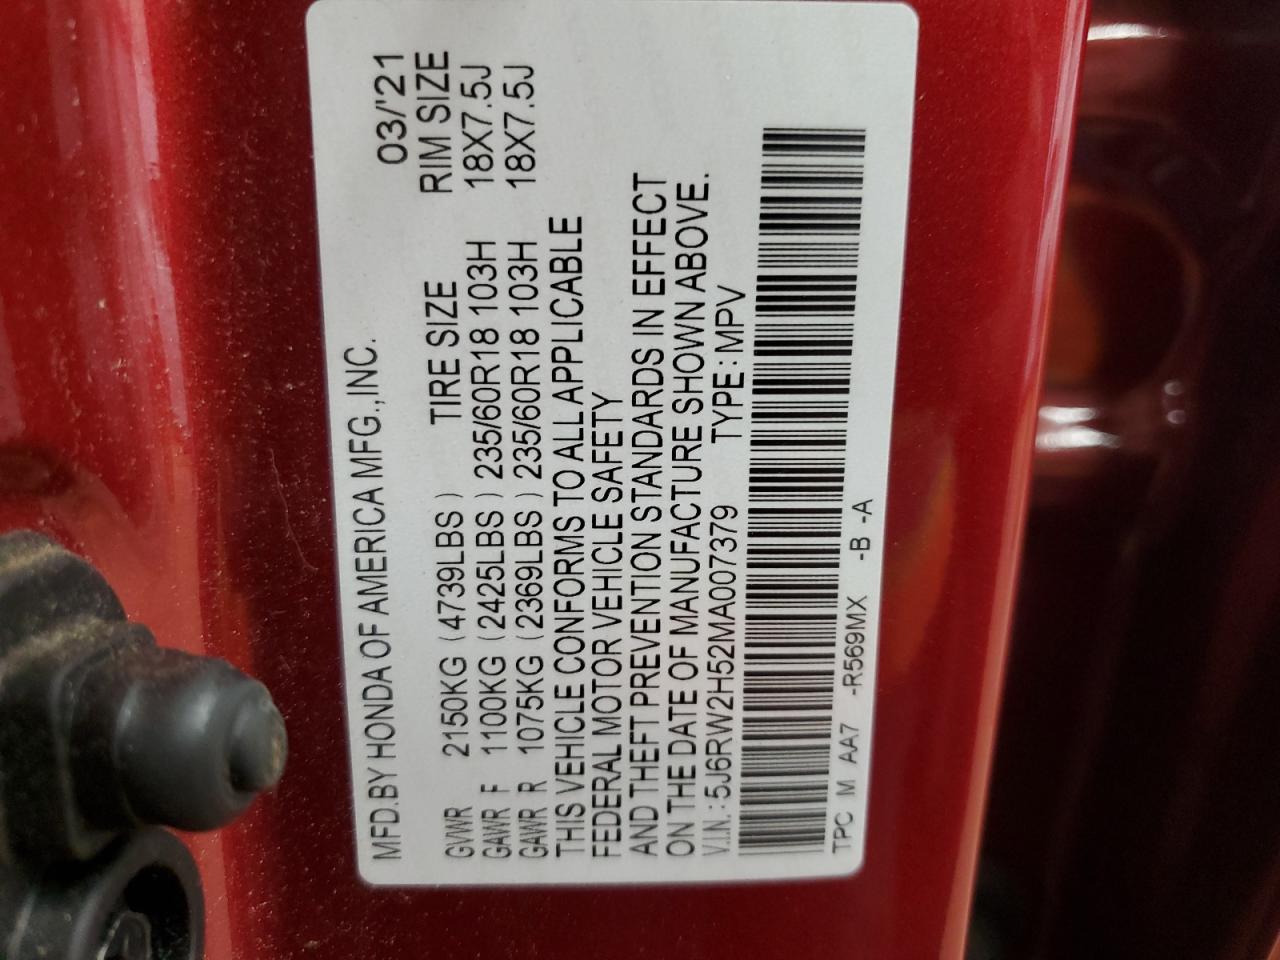 MFD.BY HONDA OF AMERICA MFG.,INC. 03/'21
TIRE SIZE RIM SIZE
GVWR 2150KG ( 4739LBS )
GAWR F 1100KG ( 2425LBS ) 235/60R18 103H 18X7.5J
GAWR R 1075KG ( 2369LBS ) 235/60R18 103H 18X7.5J
THIS VEHICLE CONFORMS TO ALL APPLICABLE
FEDERAL MOTOR VEHICLE SAFETY
AND THEFT PREVENTION STANDARDS IN EFFECT
ON THE DATE OF MANUFACTURE SHOWN ABOVE.
V.I.N.: 5J6RW2H52MA007379 TYPE: MPV
TPC M AA7 -R569MX -B -A